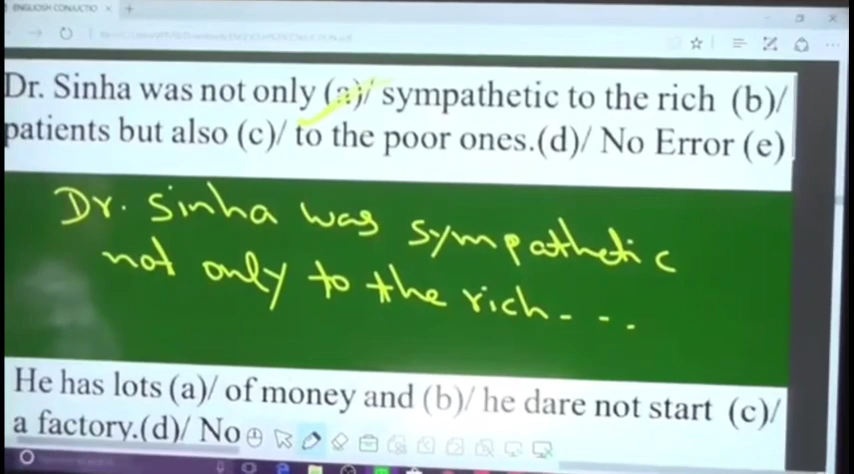 ENGLIOSH CONJUCTIO × +
Dr. Sinha was not only (a)/ sympathetic to the rich (b)/
patients but also (c)/ to the poor ones.(d)/ No Error (e)
Dr. Sinha was sympathetic
not only to the rich- - - -
He has lots (a)/ of money and (b)/ he dare not start (c)/
a factory.(d)/ No